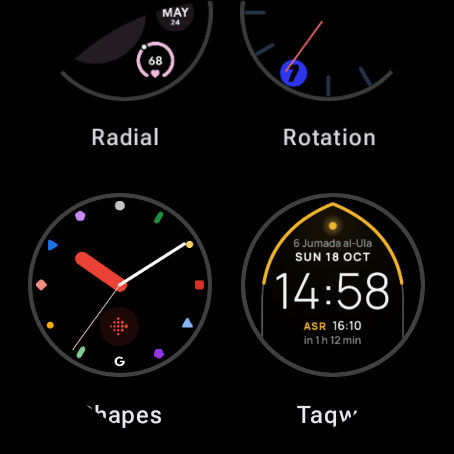 MAY
24
68
7
Radial
Rotation
G
6 Jumada al-Ula
SUN 18 OCT
14:58
ASR 16:10
in 1 h 12 min
hapes
Taqw